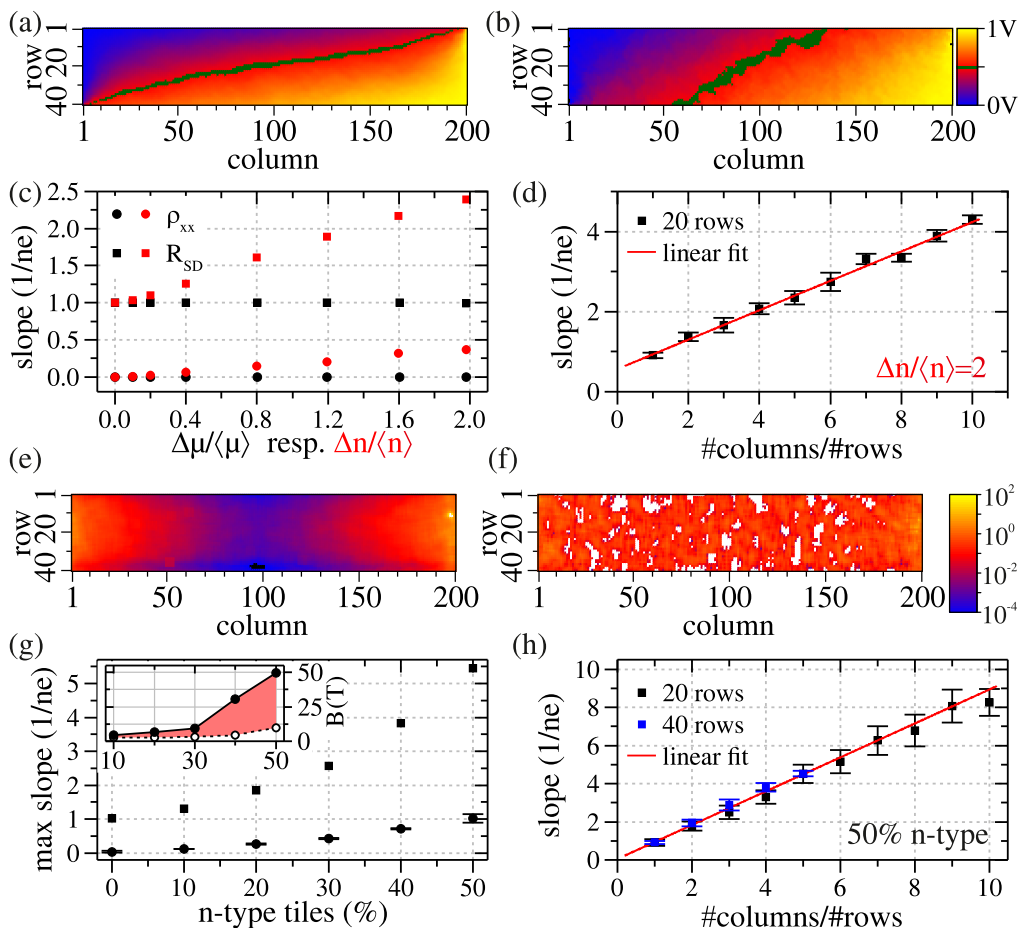 (a)
row
1
20
40
1
50
100
150
200
column
(b)
row
1
20
40
1
50
100
150
200
column
1V
0V
(c)
slope (1/ne)
2.5
2.0
1.5
1.0
0.5
0.0
ρxx
RSD
0.0
0.4
0.8
1.2
1.6
2.0
Δμ/⟨μ⟩ resp. Δn/⟨n⟩
(d)
slope (1/ne)
4
2
0
20 rows
linear fit
Δn/⟨n⟩=2
0
2
4
6
8
10
#columns/#rows
(e)
row
1
20
40
1
50
100
150
200
column
(f)
row
1
20
40
1
50
100
150
200
column
10²
10⁰
10⁻²
10⁻⁴
(g)
max slope (1/ne)
5
4
3
2
1
0
50
25
0
B(T)
10
30
50
0
10
20
30
40
50
n-type tiles (%)
(h)
slope (1/ne)
10
8
6
4
2
0
20 rows
40 rows
linear fit
50% n-type
0
2
4
6
8
10
#columns/#rows